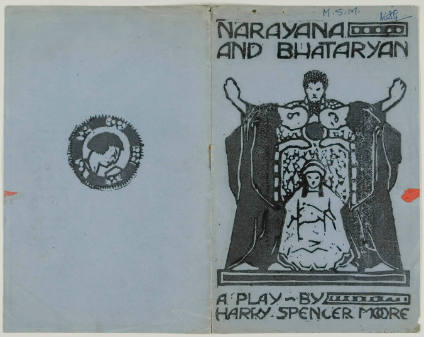 M.S.M.
NARAYANA
AND BHATARYAN
A PLAY BY
HARRY SPENCER MOORE